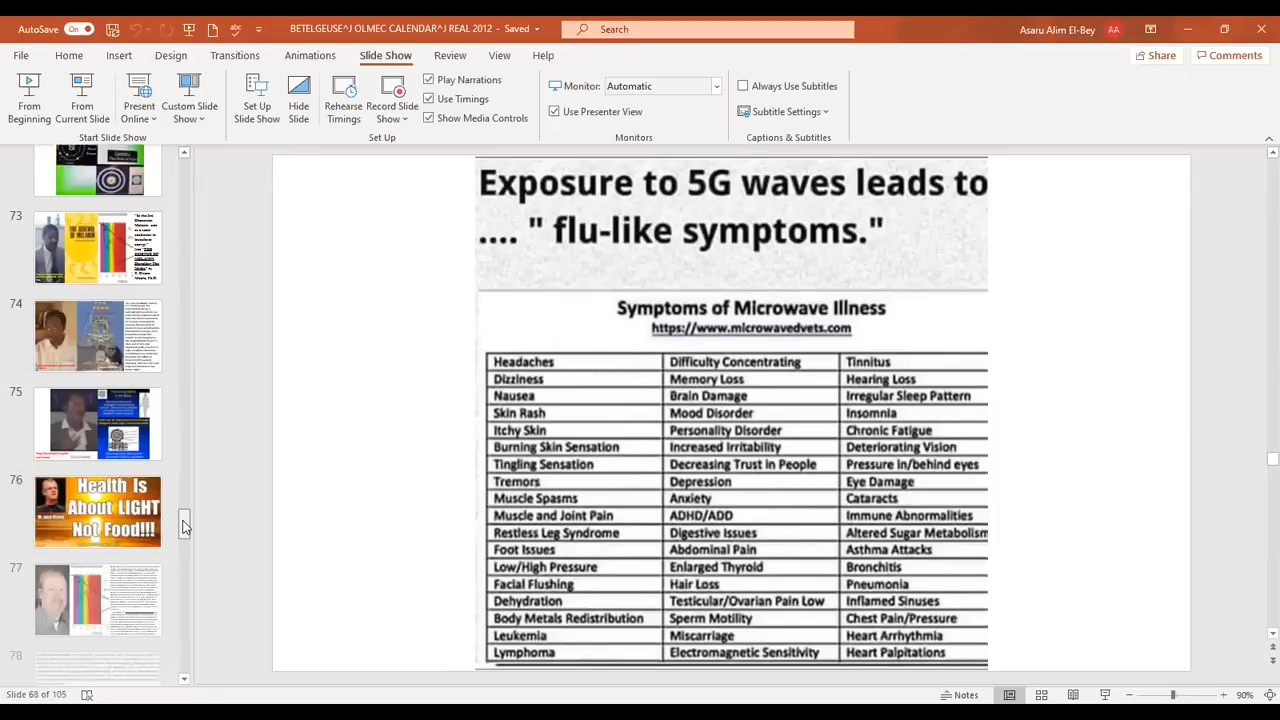 AutoSave On BETELGEUSE^J OLMEC CALENDAR^J REAL 2012 - Saved Search Asaru Alim El-Bey AA
File Home Insert Design Transitions Animations Slide Show Review View Help Share Comments
From Beginning
From Current Slide
Present Online
Custom Slide Show
Start Slide Show
Set Up Slide Show
Hide Slide
Rehearse Timings
Record Slide Show
Play Narrations
Use Timings
Show Media Controls
Set Up
Monitor: Automatic
Use Presenter View
Monitors
Always Use Subtitles
Subtitle Settings
Captions & Subtitles
73
74
75
76
Health Is
About LIGHT
Not Food!!!
77
78
Exposure to 5G waves leads to
.... " flu-like symptoms."
Symptoms of Microwave Illness
https://www.microwavedvets.com
Headaches Difficulty Concentrating Tinnitus
Dizziness Memory Loss Hearing Loss
Nausea Brain Damage Irregular Sleep Pattern
Skin Rash Mood Disorder Insomnia
Itchy Skin Personality Disorder Chronic Fatigue
Burning Skin Sensation Increased Irritability Deteriorating Vision
Tingling Sensation Decreasing Trust in People Pressure in/behind eyes
Tremors Depression Eye Damage
Muscle Spasms Anxiety Cataracts
Muscle and Joint Pain ADHD/ADD Immune Abnormalities
Restless Leg Syndrome Digestive Issues Altered Sugar Metabolism
Foot Issues Abdominal Pain Asthma Attacks
Low/High Pressure Enlarged Thyroid Bronchitis
Facial Flushing Hair Loss Pneumonia
Dehydration Testicular/Ovarian Pain Low Inflamed Sinuses
Body Metals Redistribution Sperm Motility Chest Pain/Pressure
Leukemia Miscarriage Heart Arrhythmia
Lymphoma Electromagnetic Sensitivity Heart Palpitations
Slide 68 of 105 Notes 90%